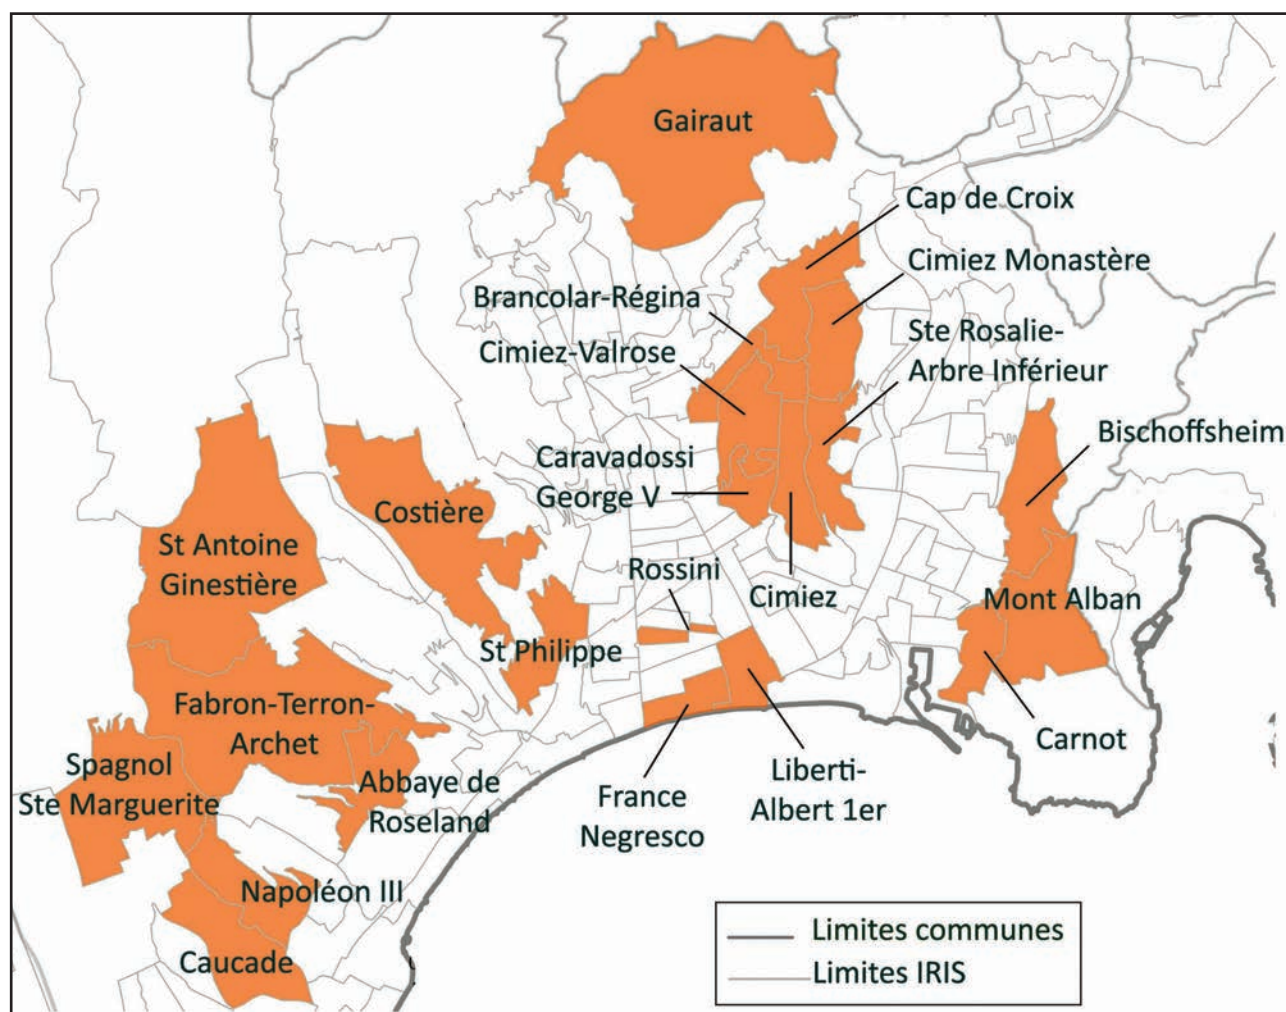 Gairaut
Cap de Croix
Cimiez Monastère
Brancolar-Régina
Cimiez-Valrose
Ste Rosalie-
Arbre Inférieur
Bischoffsheim
Caravadossi
George V
Costière
St Antoine
Ginestière
Rossini
Cimiez
Mont Alban
St Philippe
Fabron-Terron-
Archet
Carnot
Spagnol
Ste Marguerite
Abbaye de
Roseland
France
Negresco
Liberti-
Albert 1er
Napoléon III
Caucade
Limites communes
Limites IRIS